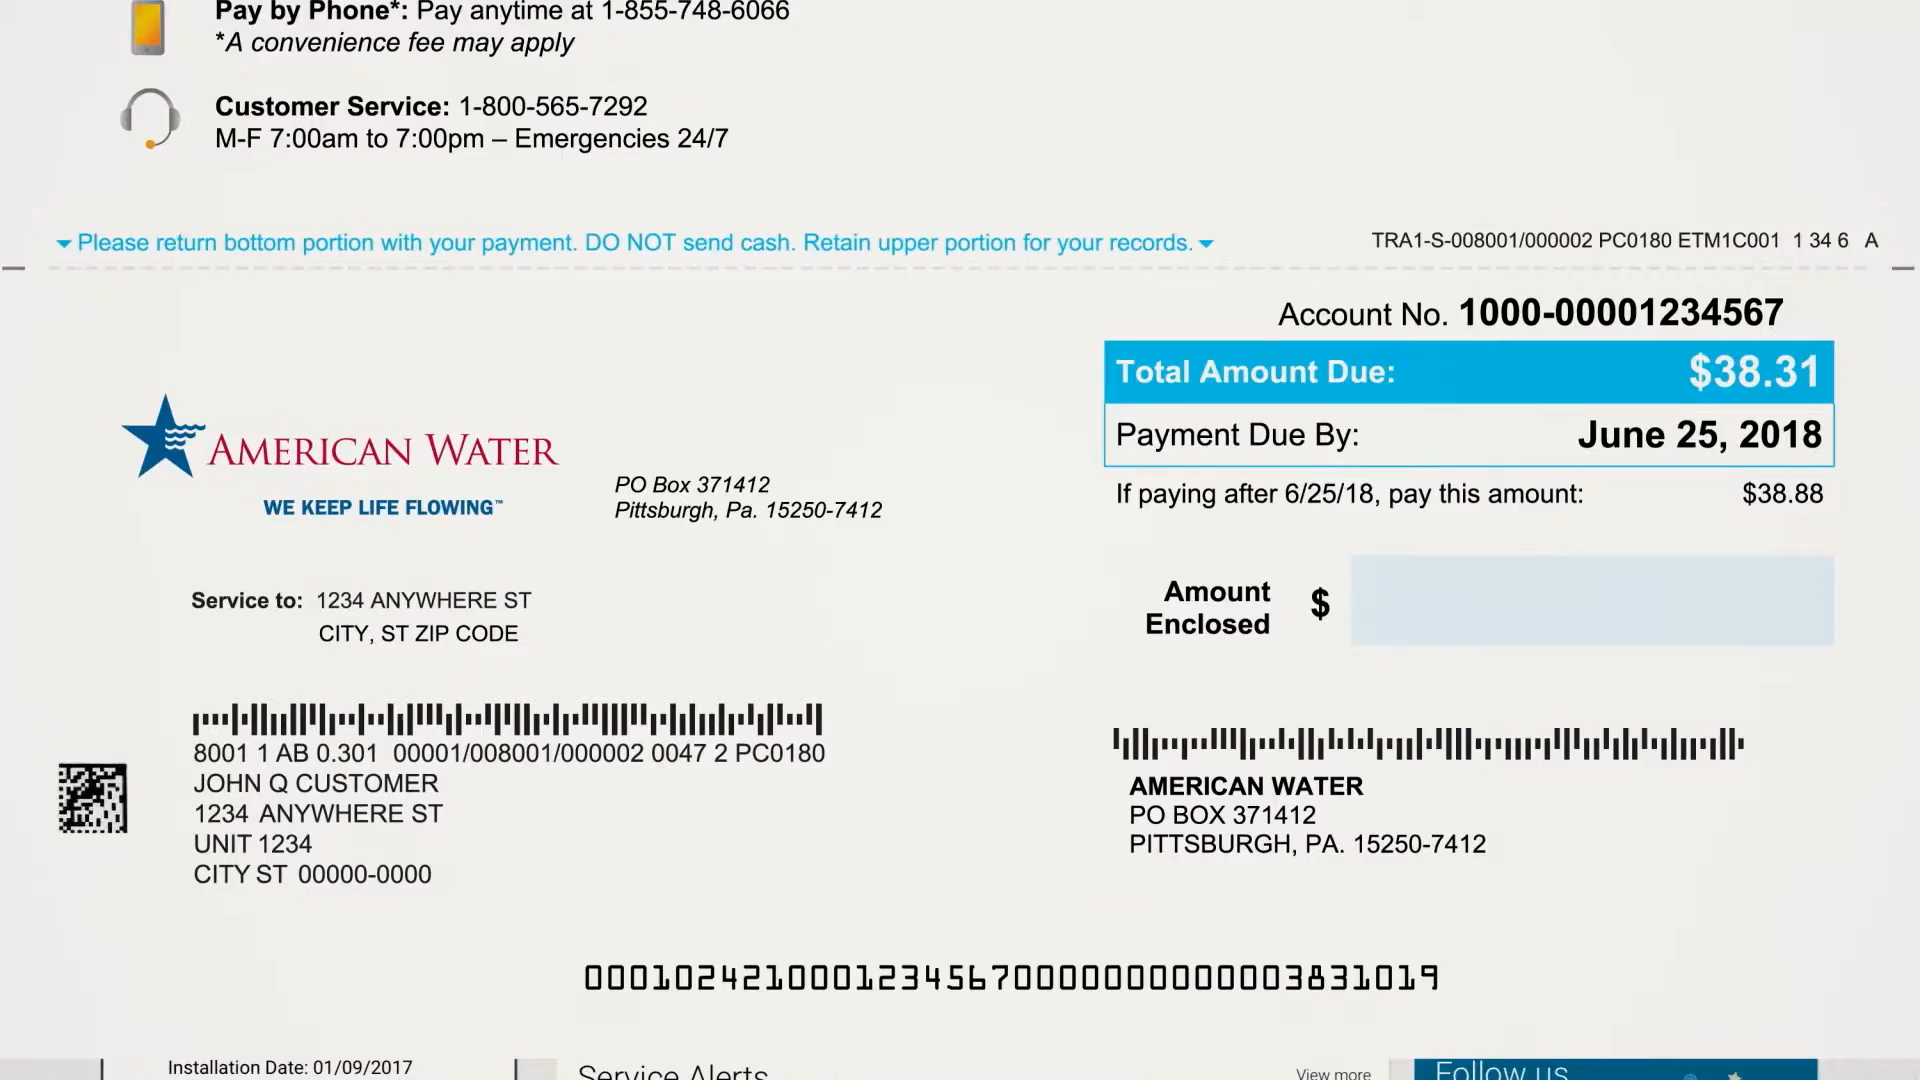 Pay by Phone*: Pay anytime at 1-855-748-6066
*A convenience fee may apply
Customer Service: 1-800-565-7292
M-F 7:00am to 7:00pm – Emergencies 24/7
Please return bottom portion with your payment. DO NOT send cash. Retain upper portion for your records.
TRA1-S-008001/000002 PC0180 ETM1C001 1 34 6 A
Account No. 1000-00001234567
Total Amount Due: $38.31
Payment Due By: June 25, 2018
If paying after 6/25/18, pay this amount: $38.88
AMERICAN WATER
WE KEEP LIFE FLOWING™
PO Box 371412
Pittsburgh, Pa. 15250-7412
Amount
Enclosed $
Service to: 1234 ANYWHERE ST
CITY, ST ZIP CODE
8001 1 AB 0.301 00001/008001/000002 0047 2 PC0180
JOHN Q CUSTOMER
1234 ANYWHERE ST
UNIT 1234
CITY ST 00000-0000
AMERICAN WATER
PO BOX 371412
PITTSBURGH, PA. 15250-7412
00010242100012345670000000000003831019
Installation Date: 01/09/2017
Service Alerts
View more
Follow us